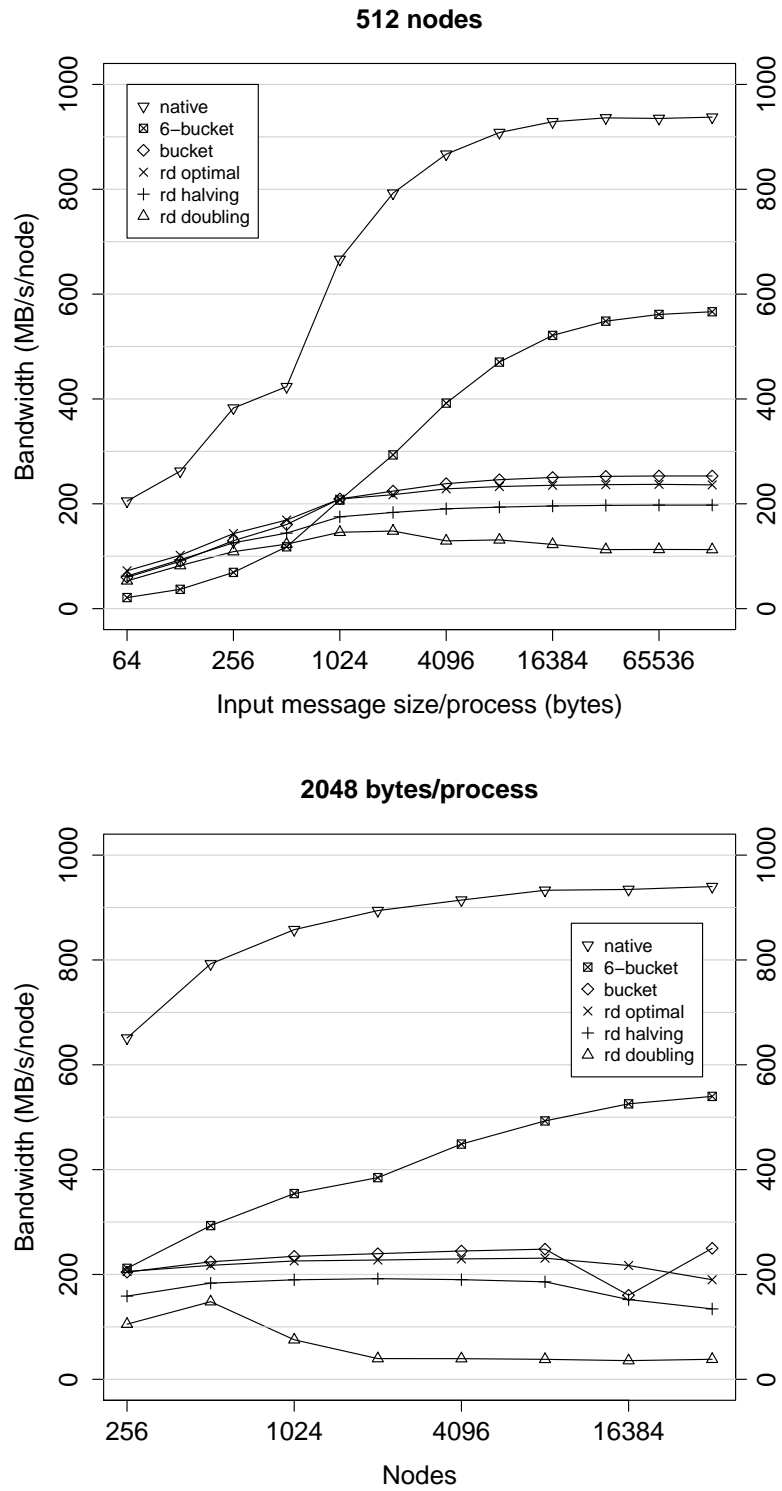 512 nodes
1000
800
600
400
200
0
1000
800
600
400
200
0
native
6−bucket
bucket
rd optimal
rd halving
rd doubling
Bandwidth (MB/s/node)
64
256
1024
4096
16384
65536
Input message size/process (bytes)
2048 bytes/process
1000
800
600
400
200
0
1000
800
600
400
200
0
native
6−bucket
bucket
rd optimal
rd halving
rd doubling
Bandwidth (MB/s/node)
256
1024
4096
16384
Nodes